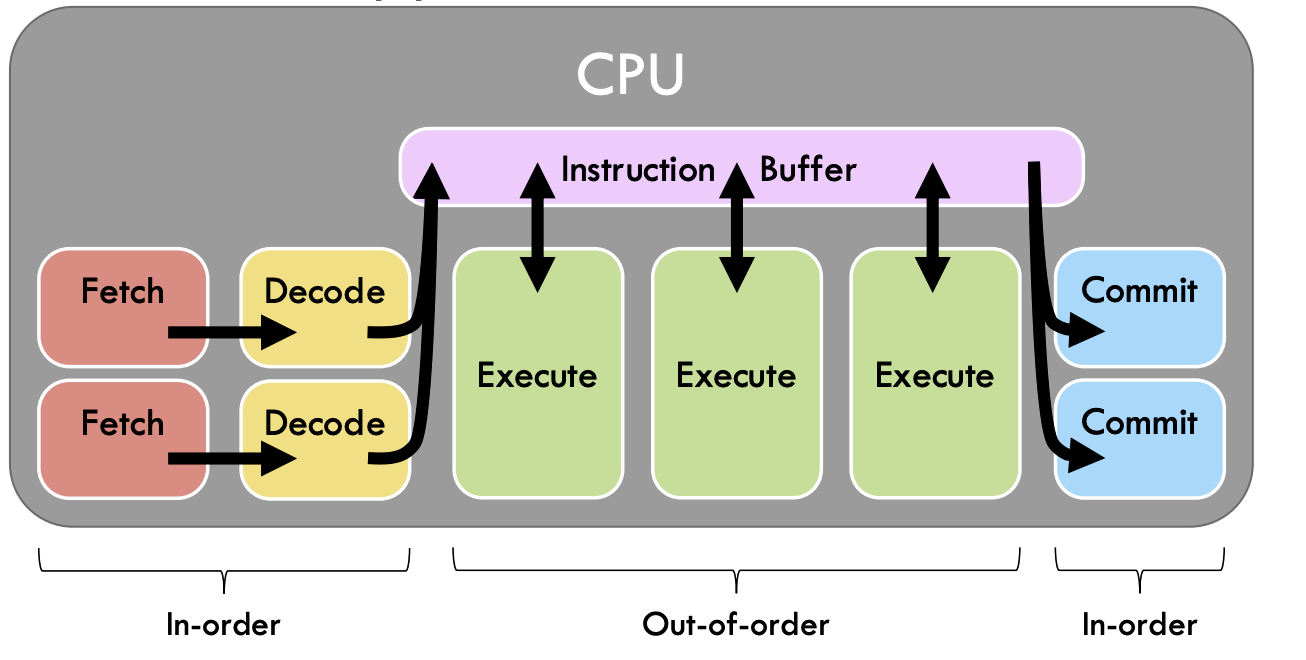 CPU
Instruction Buffer
Fetch
Decode
Commit
Execute
Execute
Execute
Fetch
Decode
Commit
In-order
Out-of-order
In-order